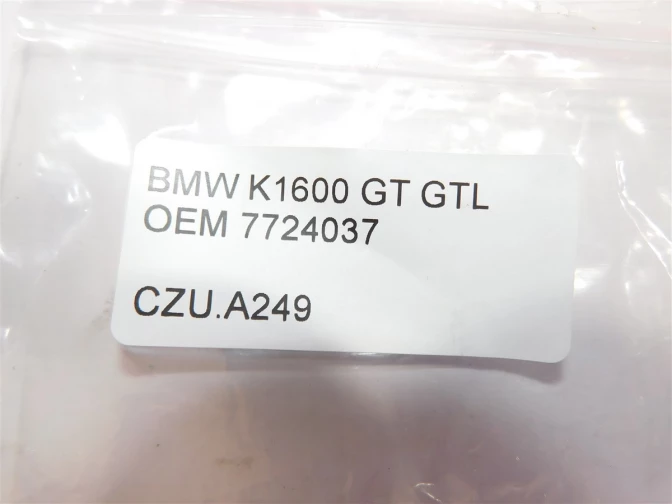 BMW K1600 GT GTL
OEM 7724037
CZU.A249